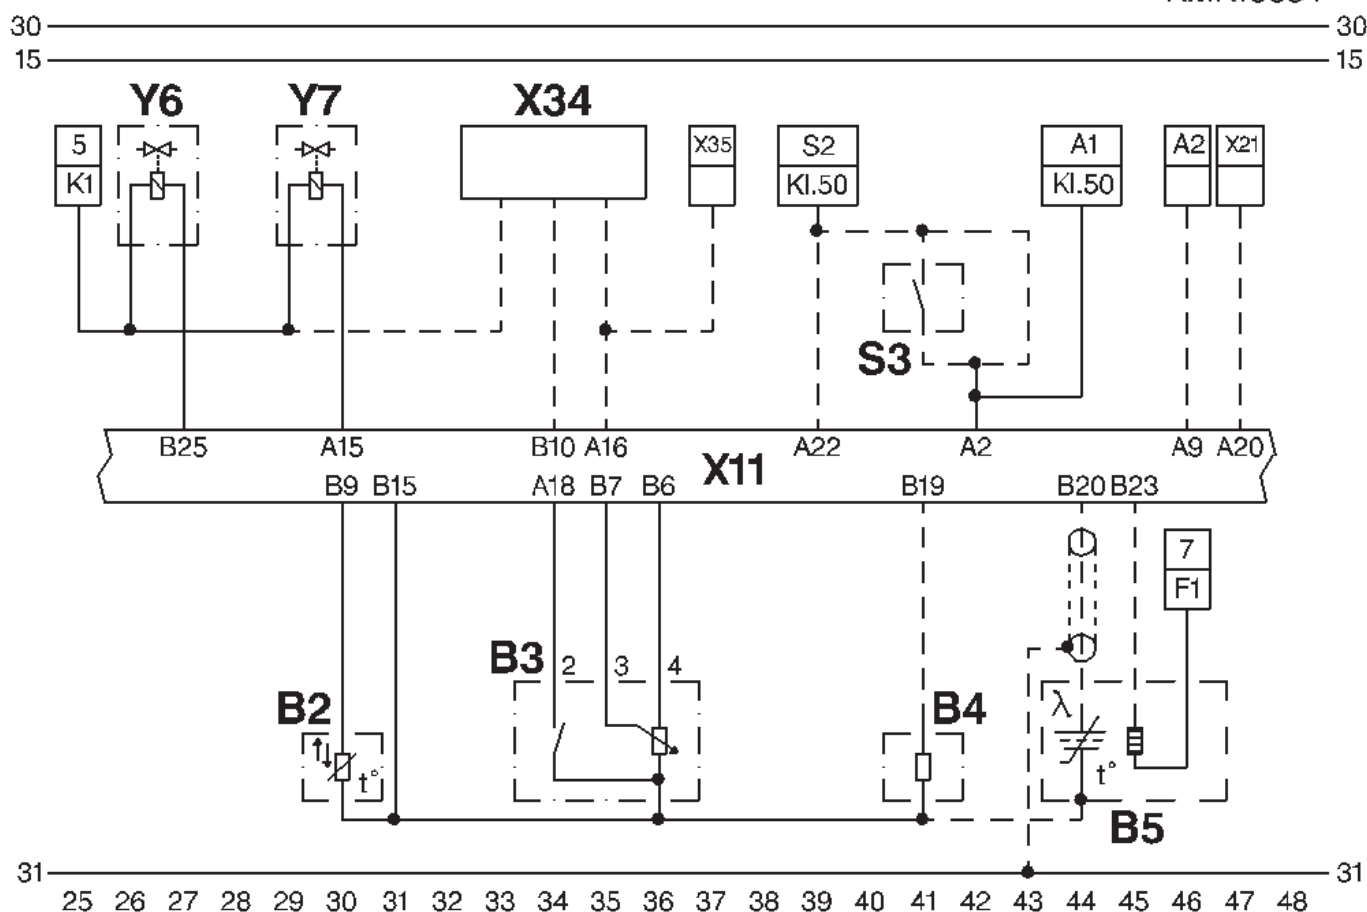 30 30
15 15
Y6 Y7 X34
5 X35 S2 A1 A2 X21
K1 Kl.50 Kl.50
S3
B25 A15 B10 A16 A22 A2 A9 A20
X11
B9 B15 A18 B7 B6 B19 B20 B23
7
F1
B3 2 3 4
B2 B4 λ
t° t°
B5
31 31
25 26 27 28 29 30 31 32 33 34 35 36 37 38 39 40 41 42 43 44 45 46 47 48